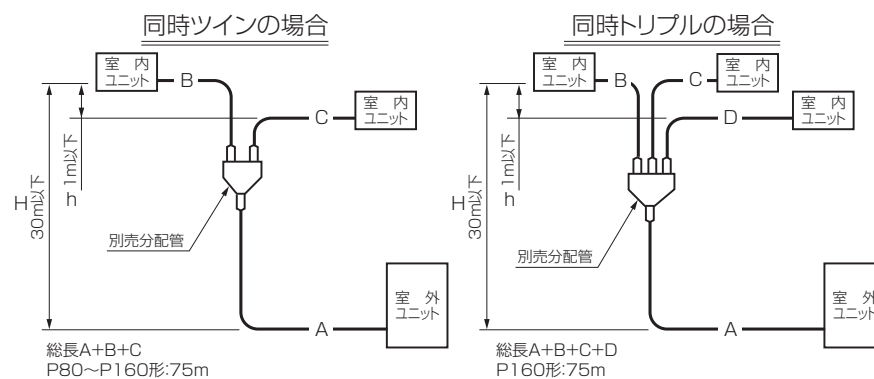 同時ツインの場合
室 内
ユニット
B
C
室 内
ユニット
H
30m以下
h
1m以下
別売分配管
室 外
ユニット
A
総長A+B+C
P80～P160形:75m
同時トリプルの場合
室 内
ユニット
B
C
室 内
ユニット
D
室 内
ユニット
H
30m以下
h
1m以下
別売分配管
室 外
ユニット
A
総長A+B+C+D
P160形:75m